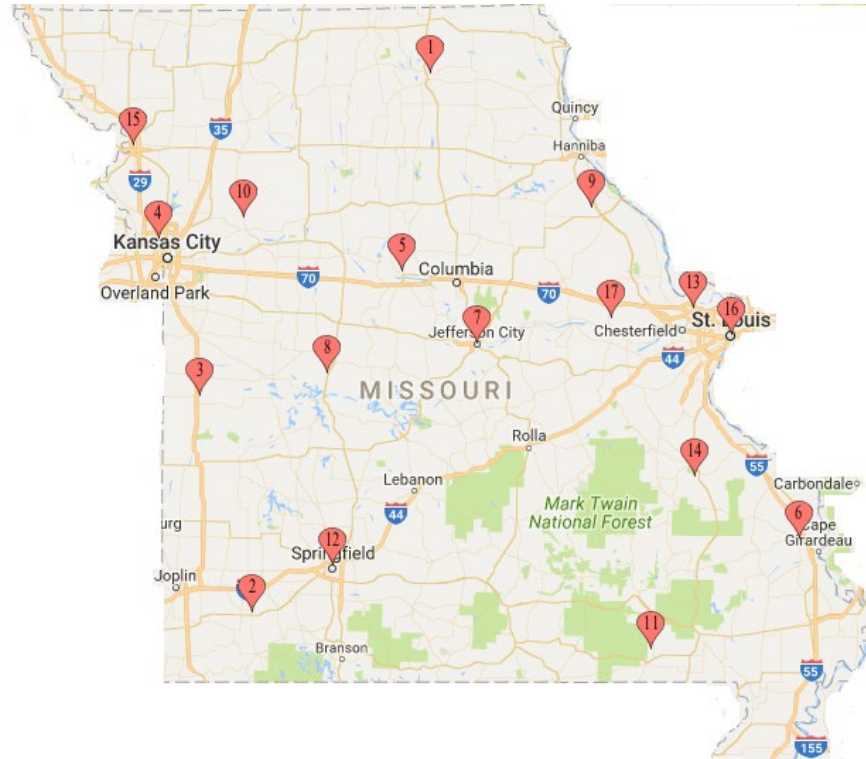 1
Quincy
15
35
Hanniba
29
10
9
4
Kansas City
5
Columbia
70
Overland Park
70
17
13
16
St. Louis
Chesterfield
7
Jefferson City
44
8
3
MISSOURI
Rolla
14
55
Lebanon
Carbondale
Mark Twain
National Forest
44
6
Cape
Girardeau
urg
12
Springfield
Joplin
2
11
Branson
55
155